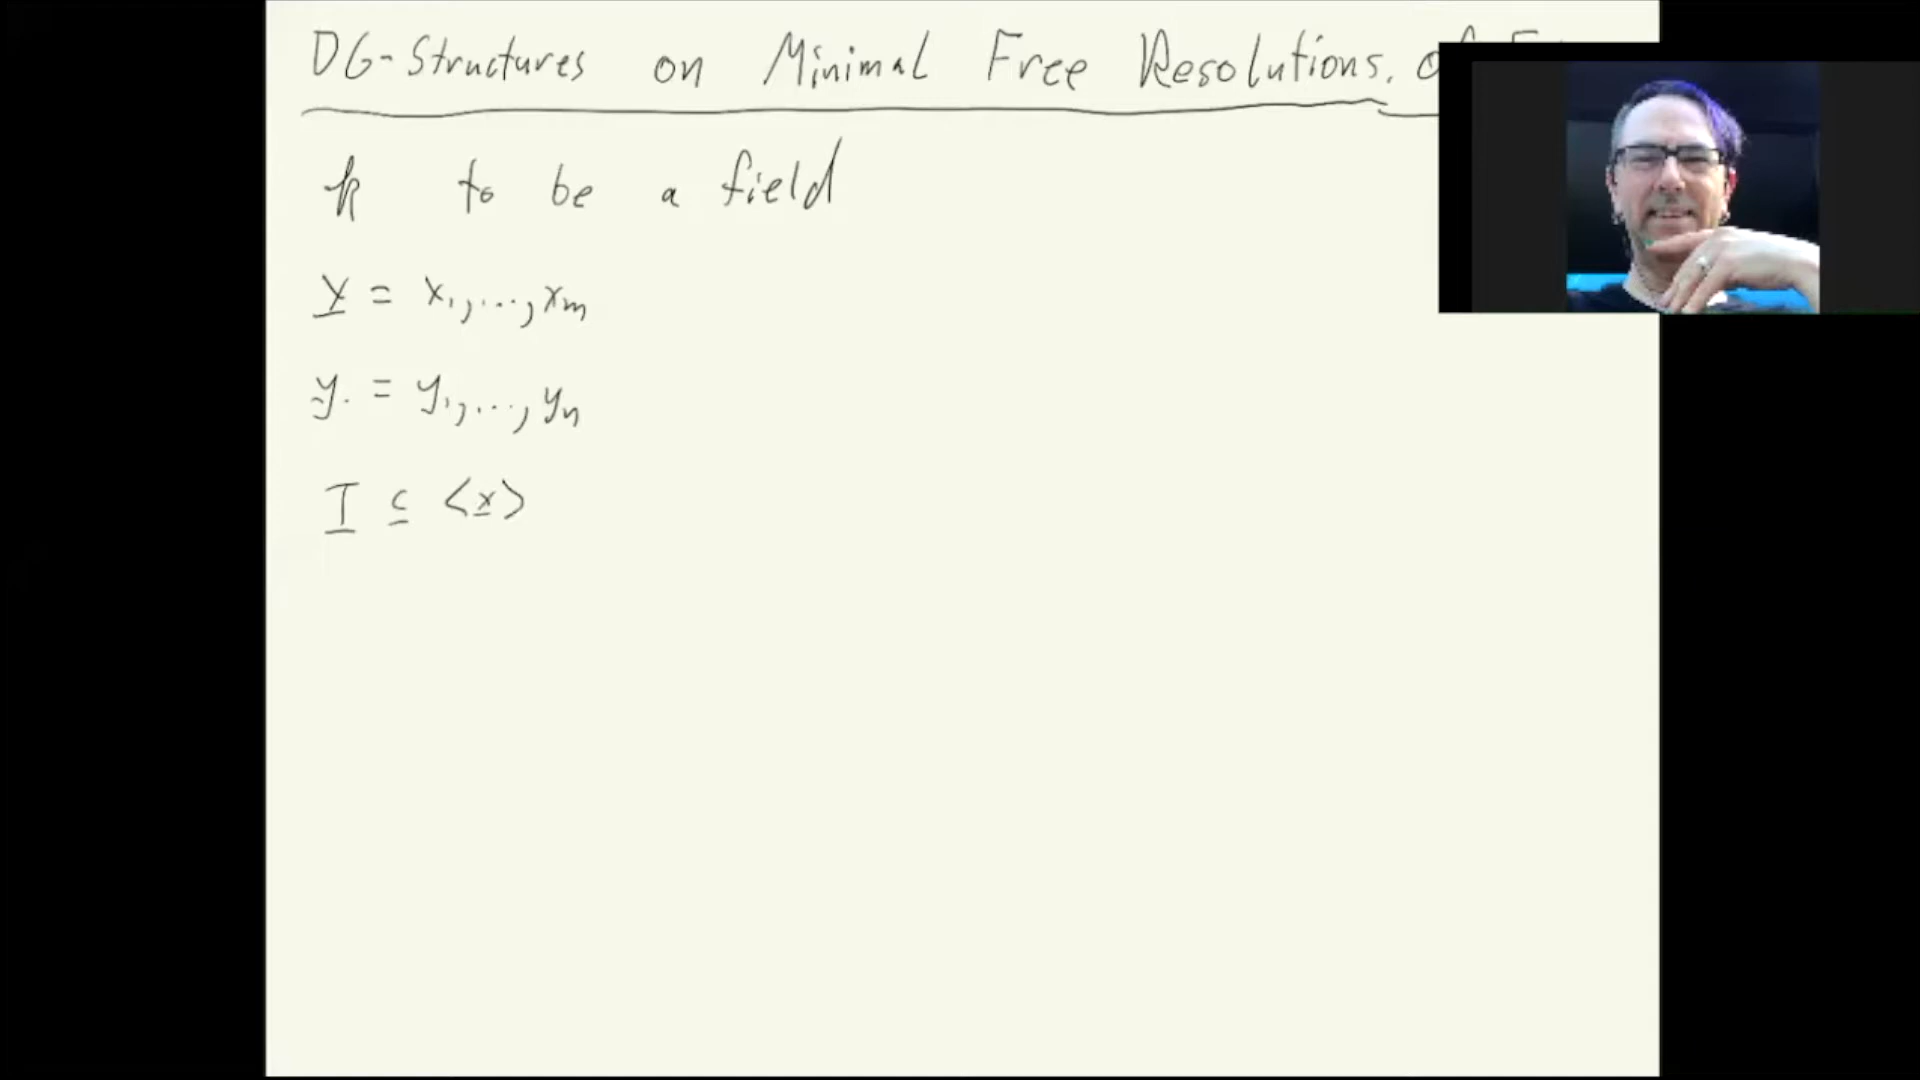 DG-Structures on Minimal Free Resolutions.
k to be a field
x = x₁,...,xₘ
y. = y₁,...,yₙ
I ⊆ <x>